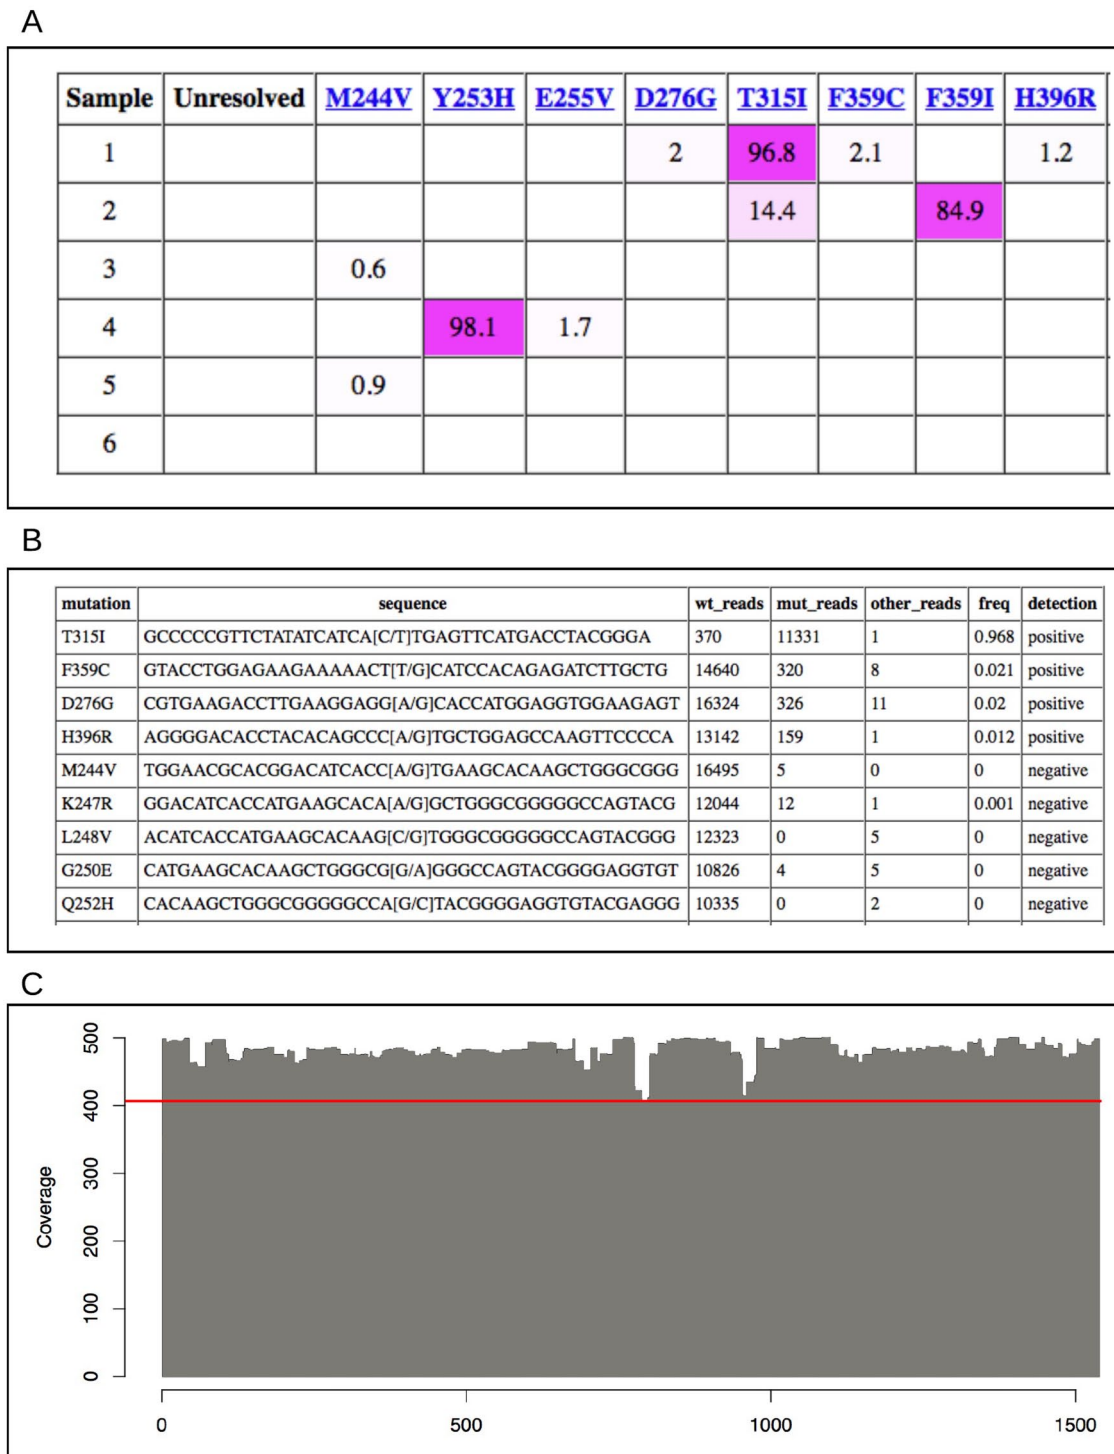 A
Sample Unresolved M244V Y253H E255V D276G T315I F359C F359I H396R
1 2 96.8 2.1 1.2
2 14.4 84.9
3 0.6
4 98.1 1.7
5 0.9
6
B
mutation sequence wt_reads mut_reads other_reads freq detection
T315I GCCCCCGTTCTATATCATCA[C/T]TGAGTTCATGACCTACGGGA 370 11331 1 0.968 positive
F359C GTACCTGGAGAAGAAAAACT[T/G]CATCCACAGAGATCTTGCTG 14640 320 8 0.021 positive
D276G CGTGAAGACCTTGAAGGAGG[A/G]CACCATGGAGGTGGAAGAGT 16324 326 11 0.02 positive
H396R AGGGGACACCTACACAGCCC[A/G]TGCTGGAGCCAAGTTCCCCA 13142 159 1 0.012 positive
M244V TGGAACGCACGGACATCACC[A/G]TGAAGCACAAGCTGGGCGGG 16495 5 0 0 negative
K247R GGACATCACCATGAAGCACA[A/G]GCTGGGCGGGGGCCAGTACG 12044 12 1 0.001 negative
L248V ACATCACCATGAAGCACAAG[C/G]TGGGCGGGGGCCAGTACGGG 12323 0 5 0 negative
G250E CATGAAGCACAAGCTGGGCG[G/A]GGGCCAGTACGGGGAGGTGT 10826 4 5 0 negative
Q252H CACAAGCTGGGCGGGGGCCA[G/C]TACGGGGAGGTGTACGAGGG 10335 0 2 0 negative
C
Coverage
500
400
300
200
100
0
0 500 1000 1500